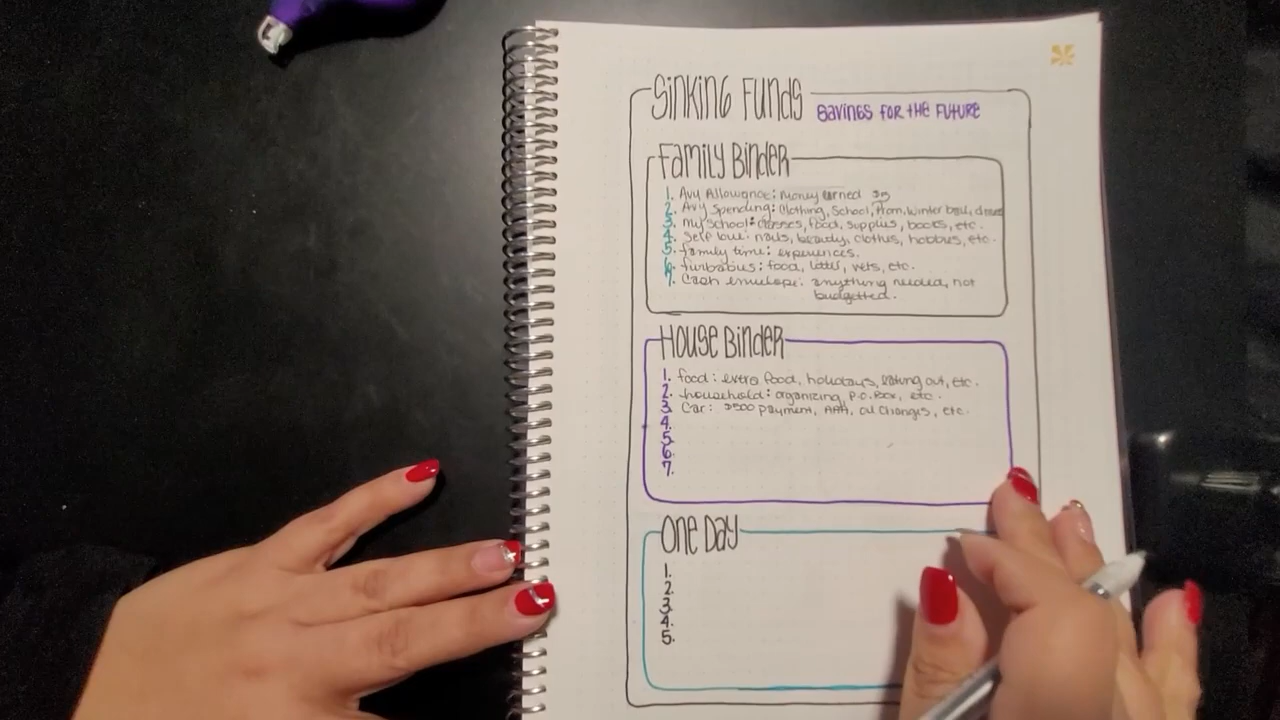 Sinking Funds
Savings for the future
Family Binder
1. Avy Allowance: money earned
2. Avy Spending: Clothing, School, Prom, Winter ball,
3. My School: classes, food, supplies, books, etc.
4. Self love: nails, beauty, clothes, hobbies, etc.
5. family time: experiences.
6. furbabies: food, litter, vets, etc.
7. Cash envelope: anything needed, not
budgetted.
House Binder
1. food: extra food, holidays, eating out, etc.
2. household: organizing, P.O. Box, etc.
3. Car: $500 payment, AAA, oil changes, etc.
4.
5.
6.
7.
One Day
1.
2.
3.
4.
5.